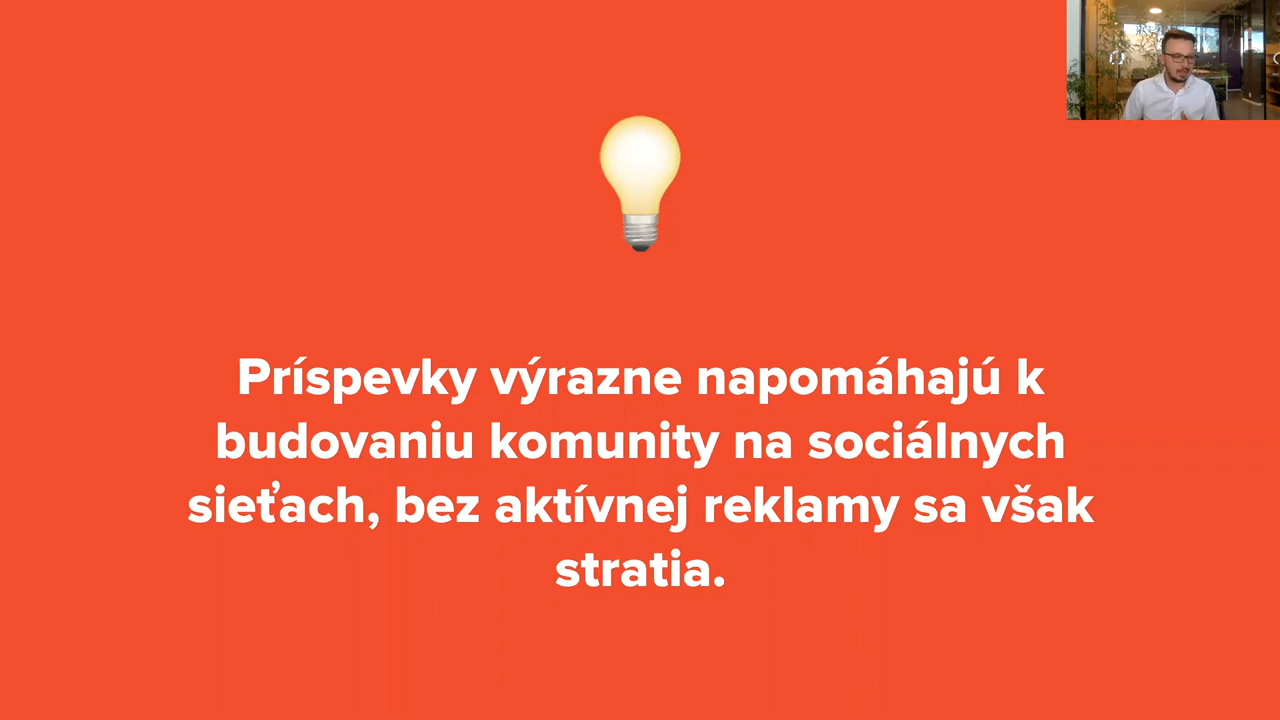 Príspevky výrazne napomáhajú k
budovaniu komunity na sociálnych
sieťach, bez aktívnej reklamy sa však
stratia.